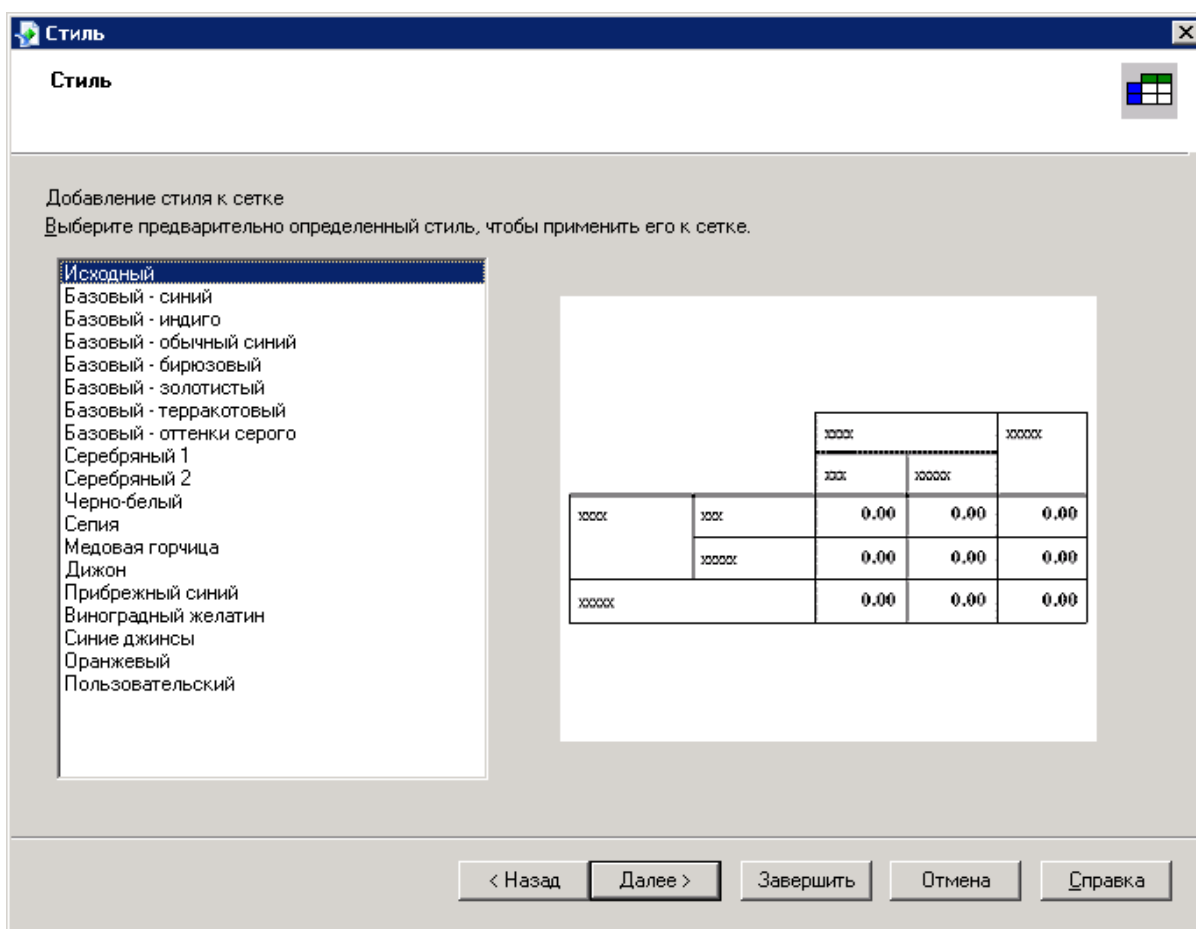 Стиль
Стиль
Добавление стиля к сетке
Выберите предварительно определенный стиль, чтобы применить его к сетке.
Исходный
Базовый - синий
Базовый - индиго
Базовый - обычный синий
Базовый - бирюзовый
Базовый - золотистый
Базовый - терракотовый
Базовый - оттенки серого
Серебряный 1
Серебряный 2
Черно-белый
Сепия
Медовая горчица
Дижон
Прибрежный синий
Виноградный желатин
Синие джинсы
Оранжевый
Пользовательский
xxxx xxxxx
xxx xxxxx
xxxx xxx 0.00 0.00 0.00
xxxxx 0.00 0.00 0.00
xxxxx 0.00 0.00 0.00
< Назад Далее > Завершить Отмена Справка